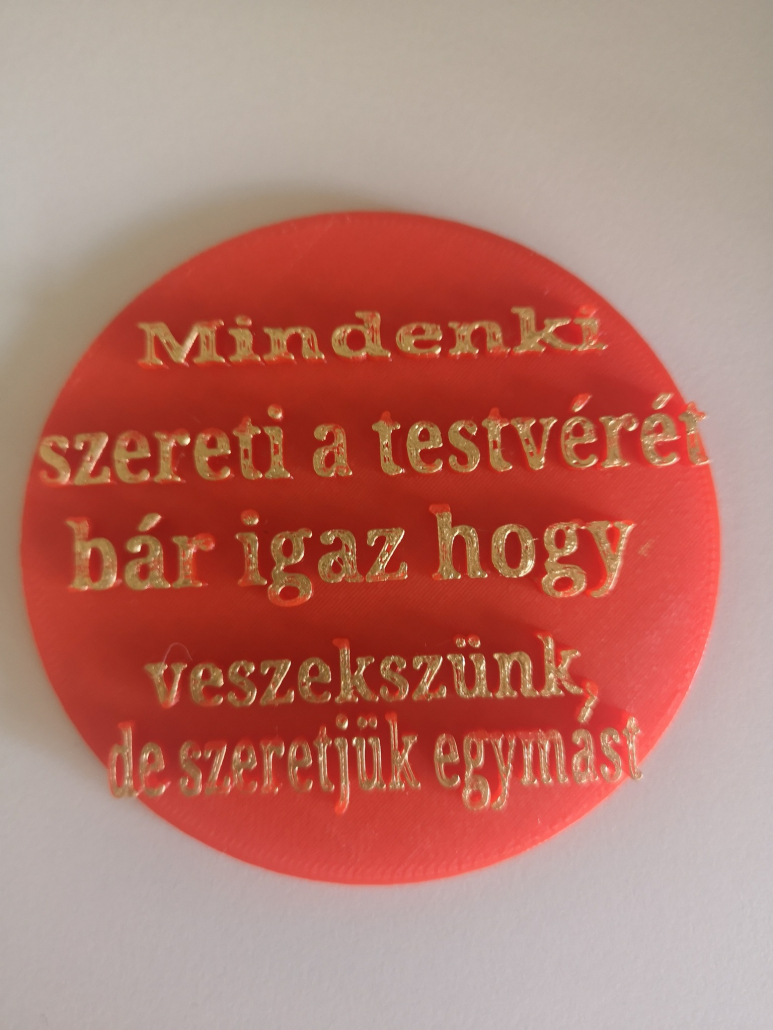 Mindenki
szereti a testvérét
bár igaz hogy
veszekszünk,
de szeretjük egymást